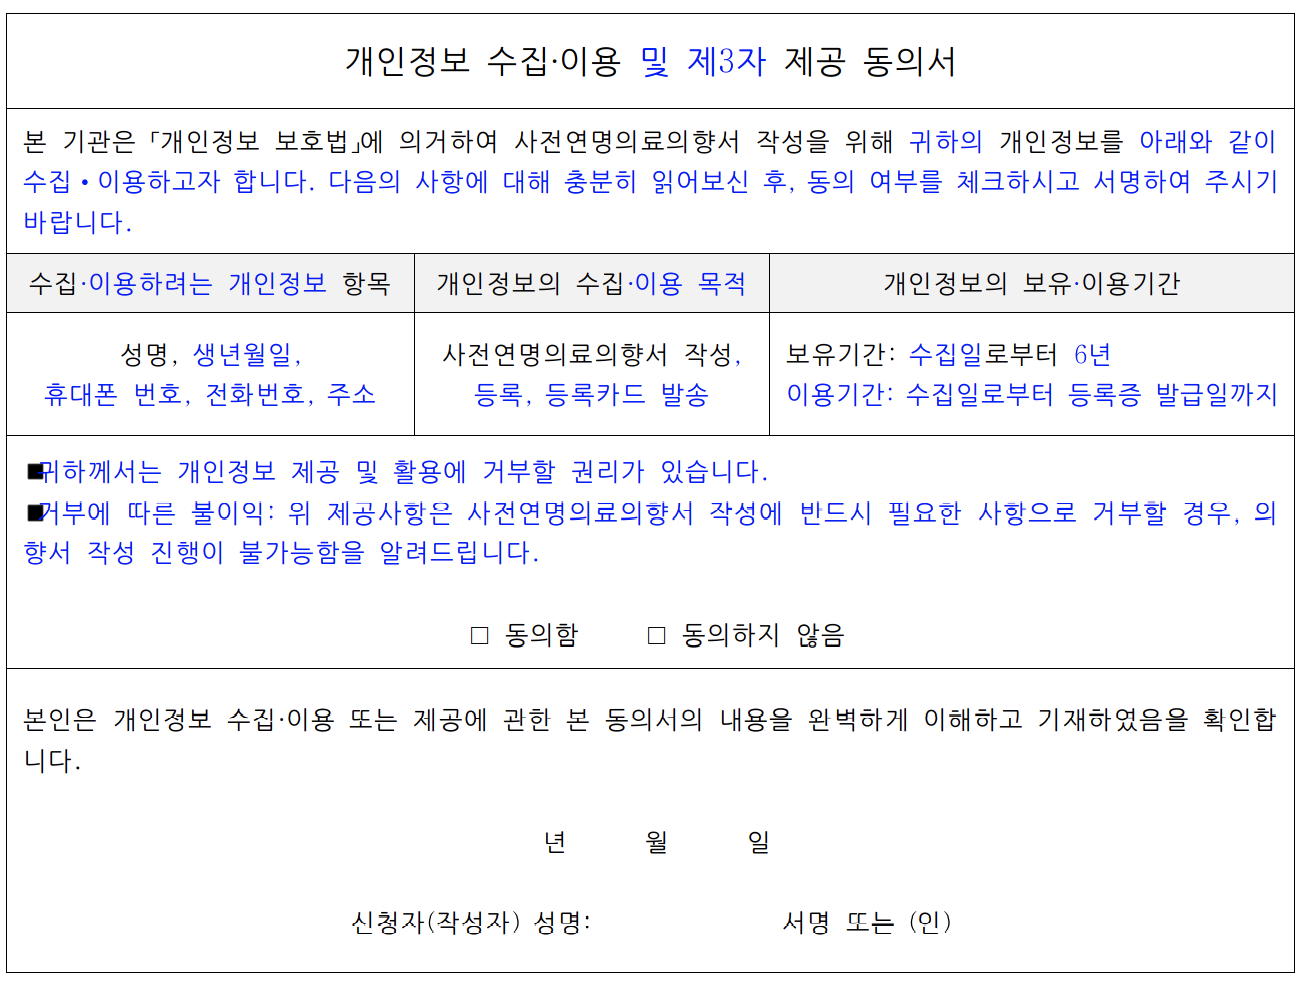 개인정보 수집·이용 및 제3자 제공 동의서
본 기관은 「개인정보 보호법」에 의거하여 사전연명의료의향서 작성을 위해 귀하의 개인정보를 아래와 같이
수집•이용하고자 합니다. 다음의 사항에 대해 충분히 읽어보신 후, 동의 여부를 체크하시고 서명하여 주시기
바랍니다.
수집·이용하려는 개인정보 항목
개인정보의 수집·이용 목적
개인정보의 보유·이용기간
성명, 생년월일,
휴대폰 번호, 전화번호, 주소
사전연명의료의향서 작성,
등록, 등록카드 발송
보유기간: 수집일로부터 6년
이용기간: 수집일로부터 등록증 발급일까지
■귀하께서는 개인정보 제공 및 활용에 거부할 권리가 있습니다.
■거부에 따른 불이익: 위 제공사항은 사전연명의료의향서 작성에 반드시 필요한 사항으로 거부할 경우, 의
향서 작성 진행이 불가능함을 알려드립니다.
□ 동의함 □ 동의하지 않음
본인은 개인정보 수집·이용 또는 제공에 관한 본 동의서의 내용을 완벽하게 이해하고 기재하였음을 확인합
니다.
년 월 일
신청자(작성자) 성명: 서명 또는 (인)